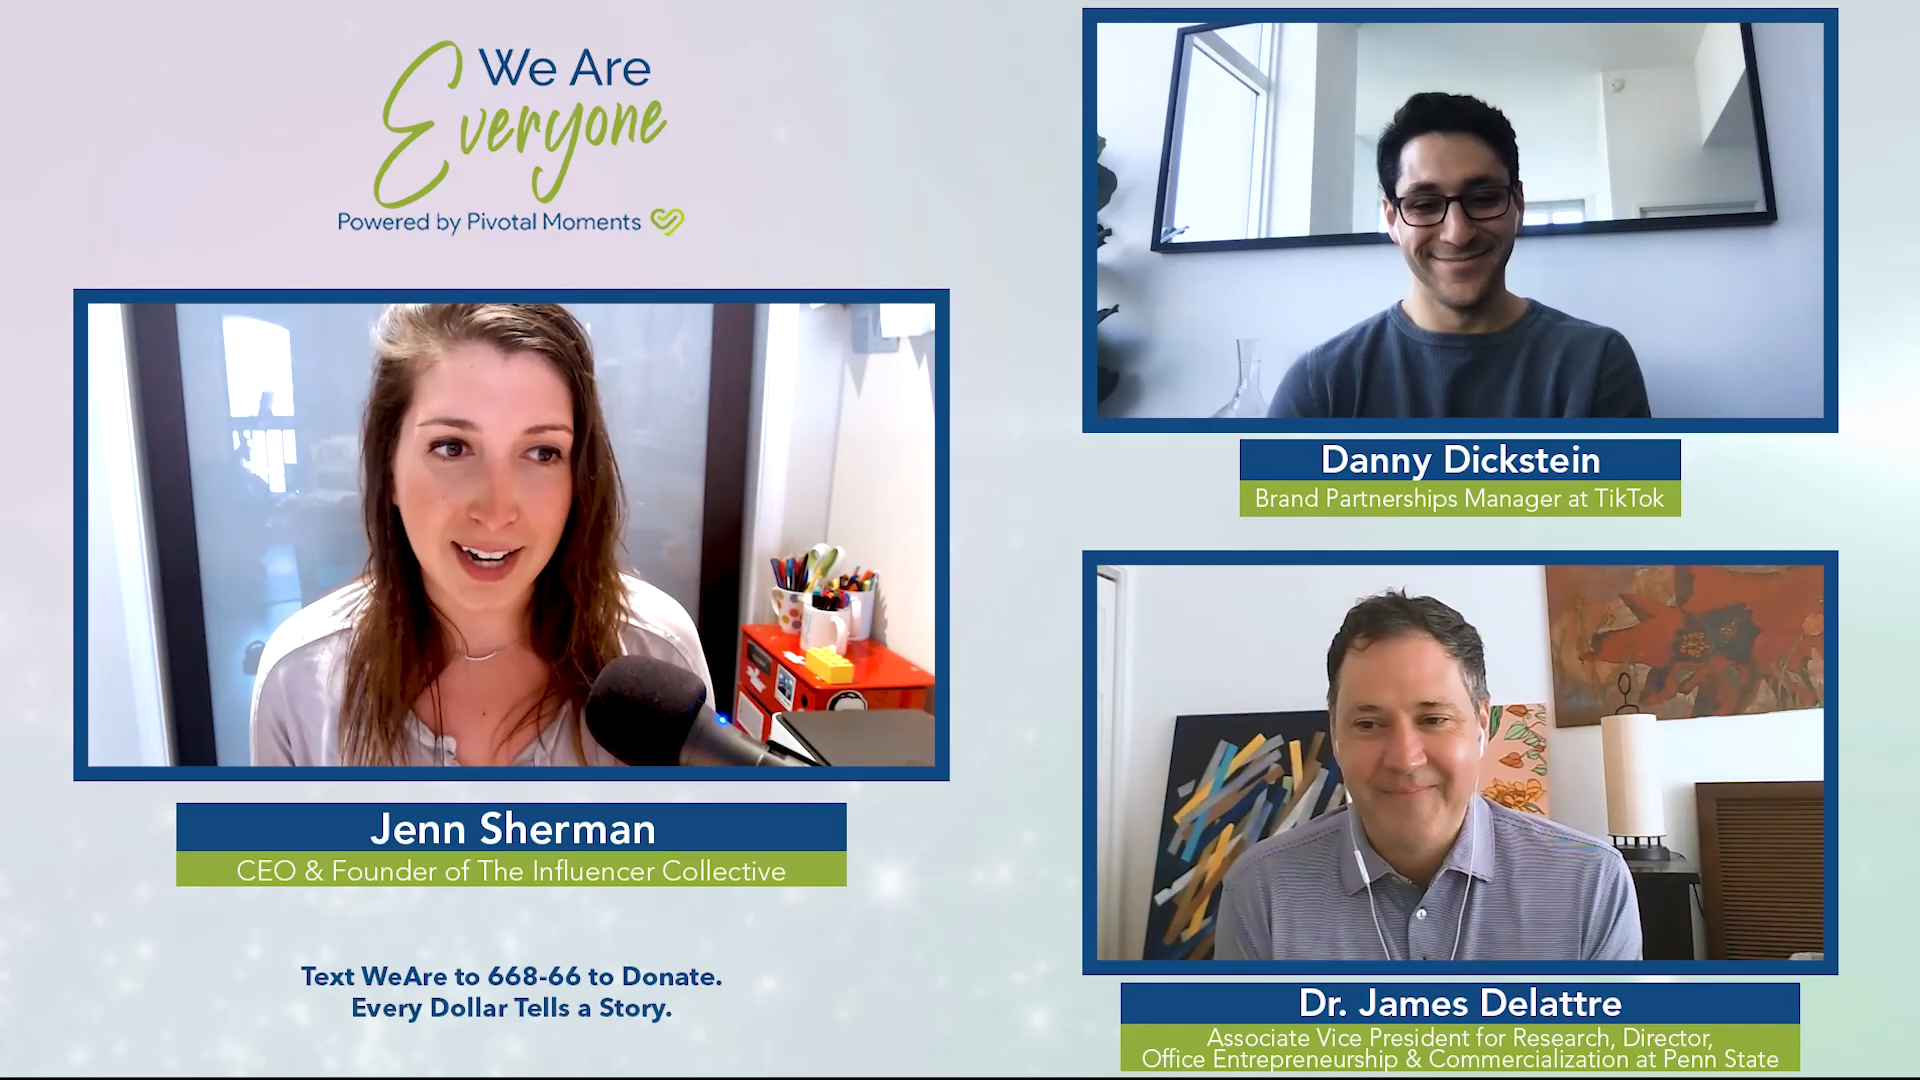 We Are
Everyone
Powered by Pivotal Moments
Danny Dickstein
Brand Partnerships Manager at TikTok
Jenn Sherman
CEO & Founder of The Influencer Collective
Text WeAre to 668-66 to Donate.
Every Dollar Tells a Story.
Dr. James Delattre
Associate Vice President for Research, Director,
Office Entrepreneurship & Commercialization at Penn State